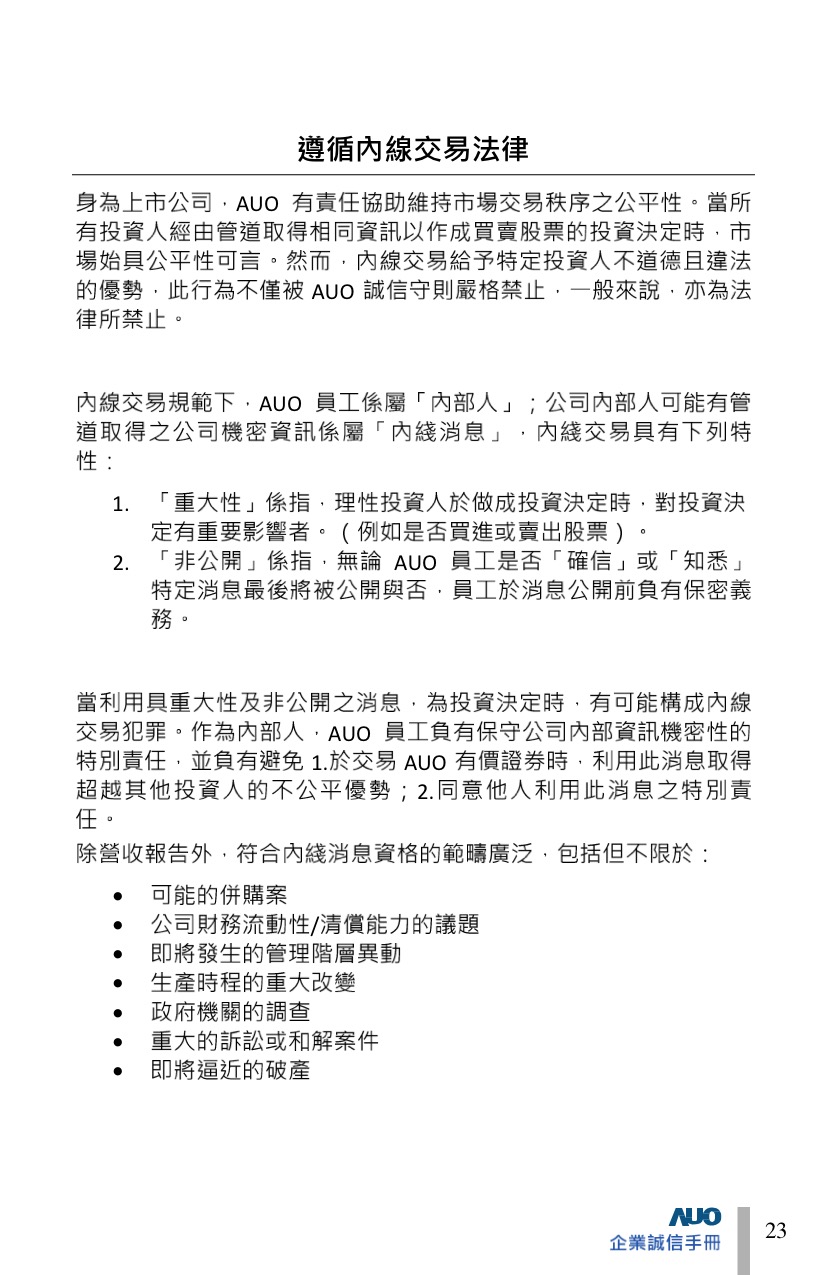 遵循內線交易法律
身為上市公司，AUO 有責任協助維持市場交易秩序之公平性。當所
有投資人經由管道取得相同資訊以作成買賣股票的投資決定時，市
場始具公平性可言。然而，內線交易給予特定投資人不道德且違法
的優勢，此行為不僅被 AUO 誠信守則嚴格禁止，一般來說，亦為法
律所禁止。
內線交易規範下，AUO 員工係屬「內部人」；公司內部人可能有管
道取得之公司機密資訊係屬「內綫消息」，內綫交易具有下列特
性：
1. 「重大性」係指，理性投資人於做成投資決定時，對投資決
定有重要影響者。（例如是否買進或賣出股票）。
2. 「非公開」係指，無論 AUO 員工是否「確信」或「知悉」
特定消息最後將被公開與否，員工於消息公開前負有保密義
務。
當利用具重大性及非公開之消息，為投資決定時，有可能構成內線
交易犯罪。作為內部人，AUO 員工負有保守公司內部資訊機密性的
特別責任，並負有避免 1.於交易 AUO 有價證券時，利用此消息取得
超越其他投資人的不公平優勢；2.同意他人利用此消息之特別責
任。
除營收報告外，符合內綫消息資格的範疇廣泛，包括但不限於：
• 可能的併購案
• 公司財務流動性/清償能力的議題
• 即將發生的管理階層異動
• 生產時程的重大改變
• 政府機關的調查
• 重大的訴訟或和解案件
• 即將逼近的破產
AUO
企業誠信手冊
23